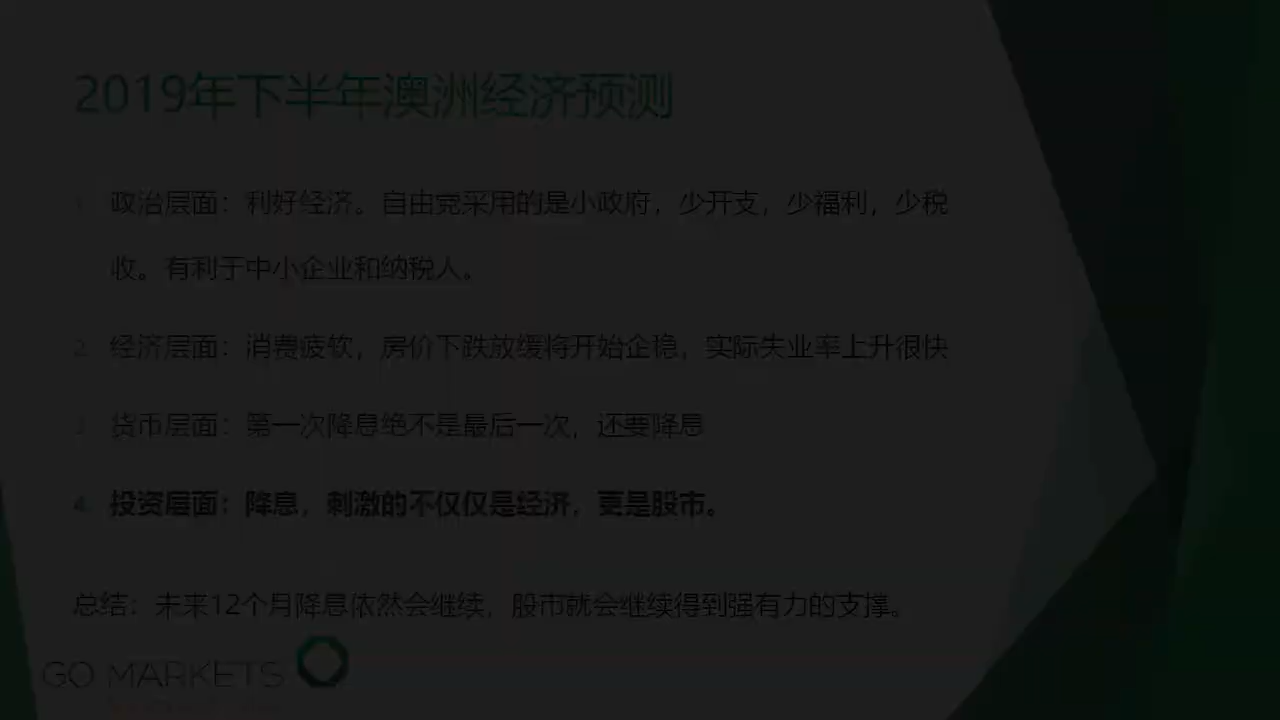 2019年下半年澳洲经济预测
1. 政治层面：利好经济。自由党采用的是小政府，少开支，少福利，少税
收。有利于中小企业和纳税人。
2. 经济层面：消费疲软，房价下跌放缓将开始企稳，实际失业率上升很快
3. 货币层面：第一次降息绝不是最后一次，还要降息
4. 投资层面：降息，刺激的不仅仅是经济，更是股市。
总结：未来12个月降息依然会继续，股市就会继续得到强有力的支撑。
GO MARKETS